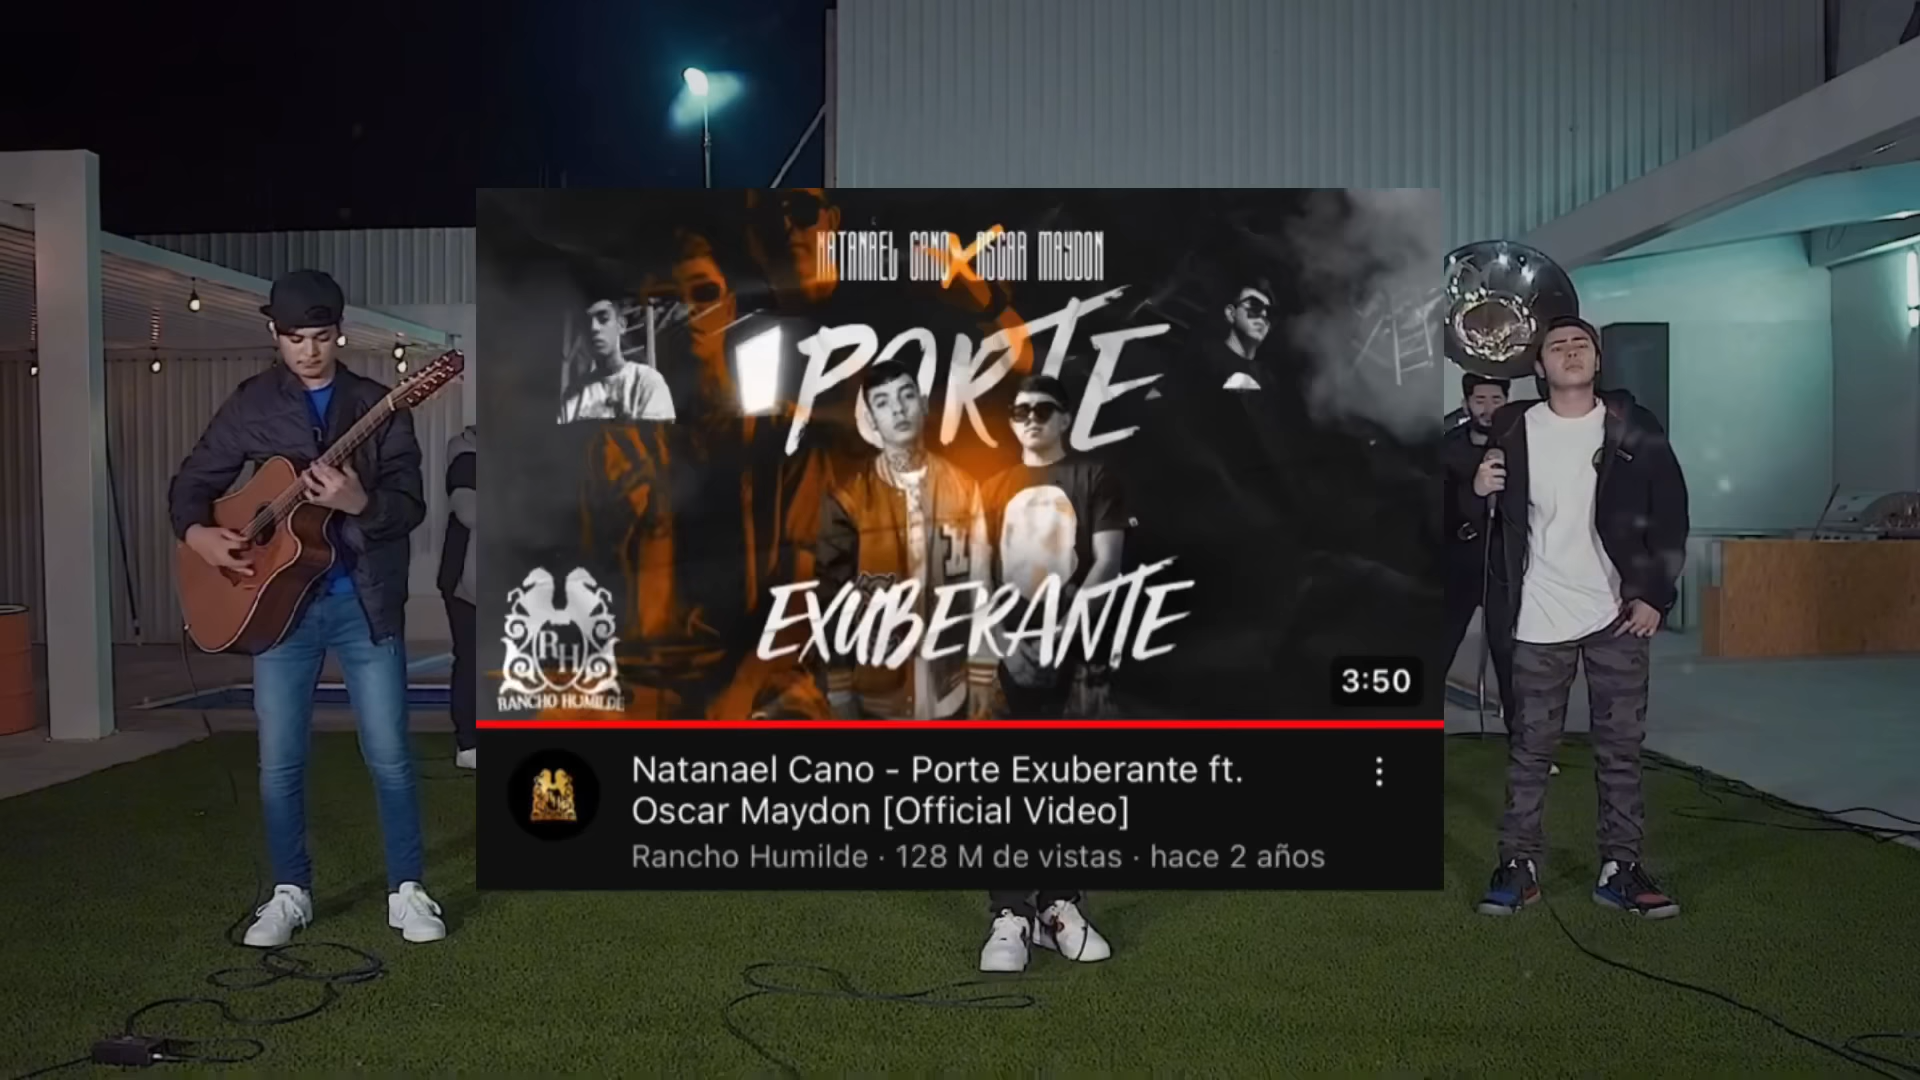 NATANAEL CANO X OSCAR MAYDON
PORTE
EXUBERANTE
RH
RANCHO HUMILDE
3:50
Natanael Cano - Porte Exuberante ft.
Oscar Maydon [Official Video]
Rancho Humilde · 128 M de vistas · hace 2 años